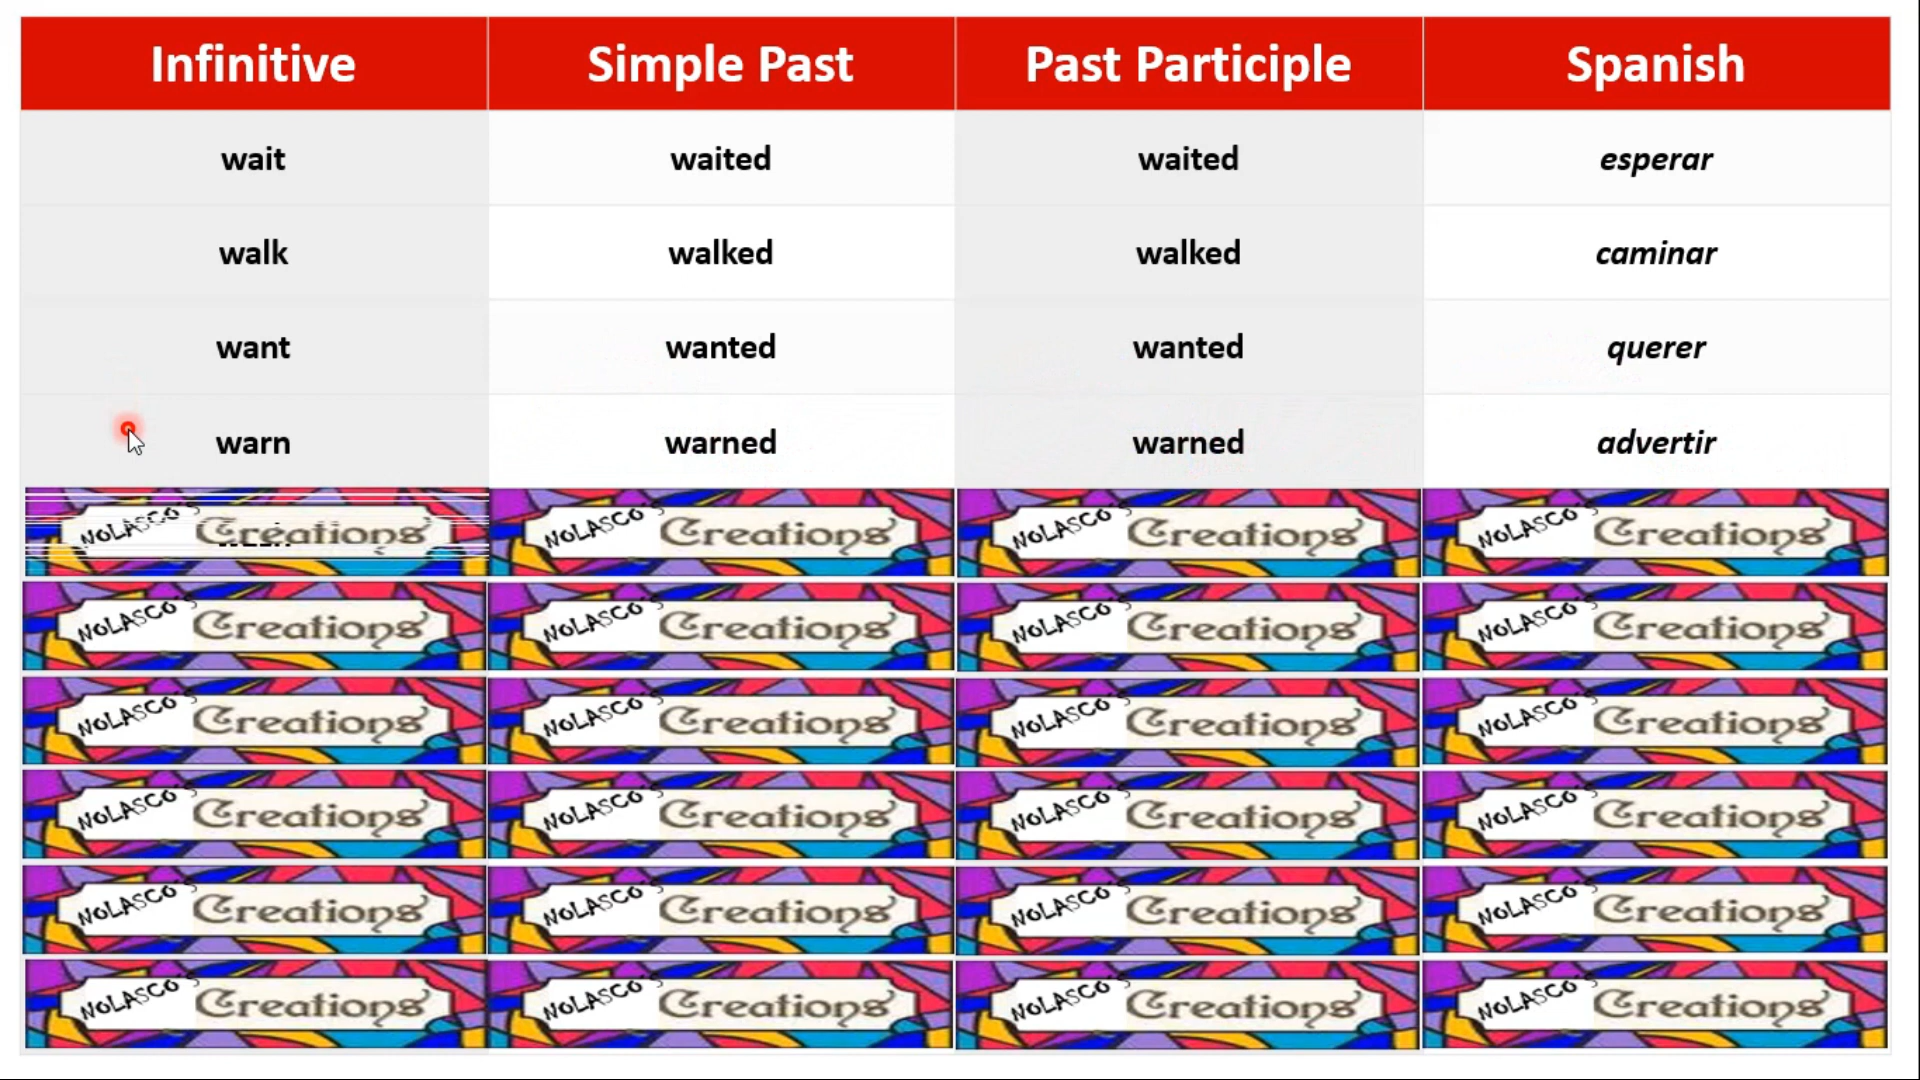 Infinitive Simple Past Past Participle Spanish
wait waited waited esperar
walk walked walked caminar
want wanted wanted querer
warn warned warned advertir
NOLASCO'S Creations NOLASCO'S Creations NOLASCO'S Creations NOLASCO'S Creations
NOLASCO'S Creations NOLASCO'S Creations NOLASCO'S Creations NOLASCO'S Creations
NOLASCO'S Creations NOLASCO'S Creations NOLASCO'S Creations NOLASCO'S Creations
NOLASCO'S Creations NOLASCO'S Creations NOLASCO'S Creations NOLASCO'S Creations
NOLASCO'S Creations NOLASCO'S Creations NOLASCO'S Creations NOLASCO'S Creations
NOLASCO'S Creations NOLASCO'S Creations NOLASCO'S Creations NOLASCO'S Creations